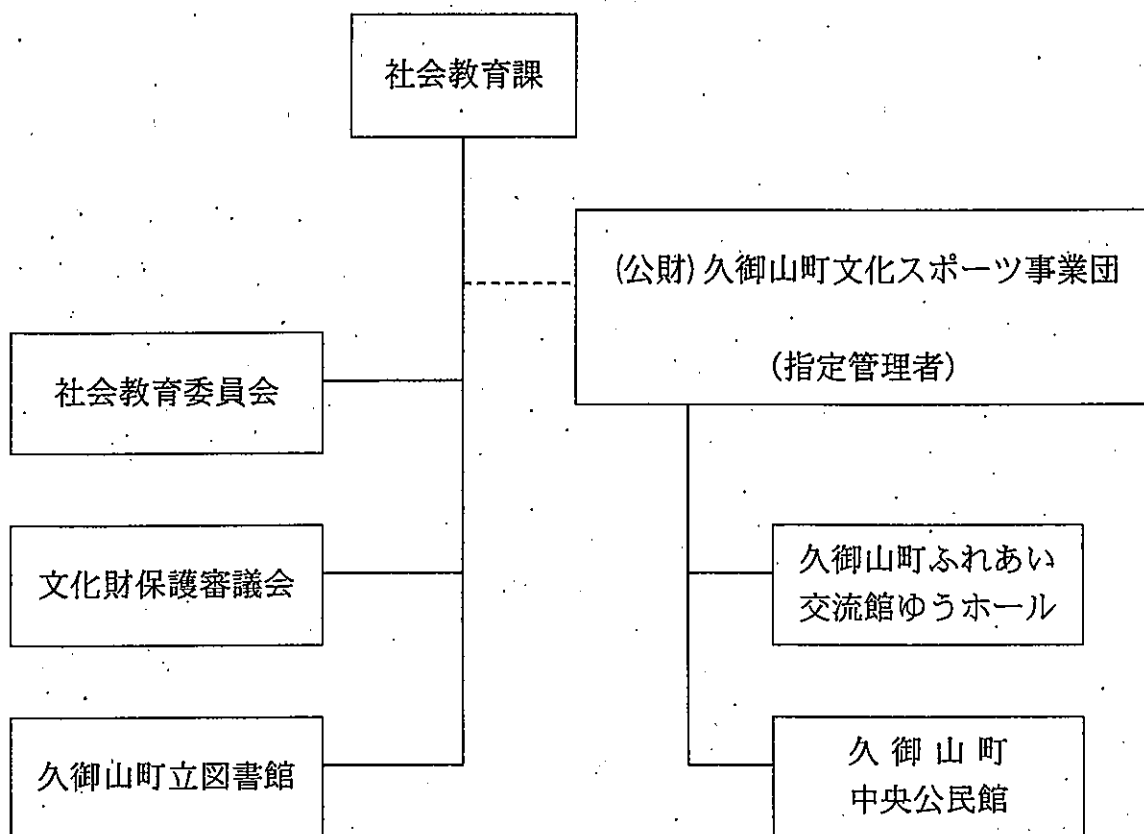 社会教育課
(公財)久御山町文化スポーツ事業団
(指定管理者)
社会教育委員会
文化財保護審議会
久御山町ふれあい
交流館ゆうホール
久御山町立図書館
久御山町
中央公民館